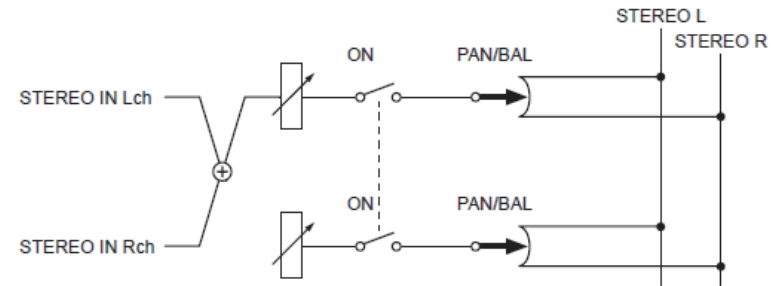 STEREO L
STEREO R
ON PAN/BAL
STEREO IN Lch
ON PAN/BAL
STEREO IN Rch